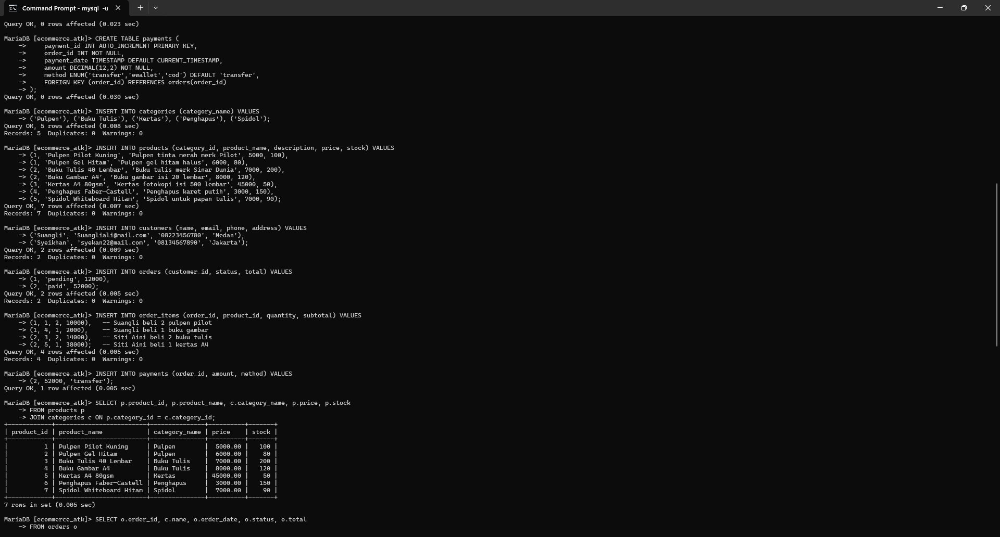 Command Prompt - mysql  -u
Query OK, 0 rows affected (0.023 sec)
MariaDB [ecommerce_atk]> CREATE TABLE payments (
    ->     payment_id INT AUTO_INCREMENT PRIMARY KEY,
    ->     order_id INT NOT NULL,
    ->     payment_date TIMESTAMP DEFAULT CURRENT_TIMESTAMP,
    ->     amount DECIMAL(12,2) NOT NULL,
    ->     method ENUM('transfer','ewallet','cod') DEFAULT 'transfer',
    ->     FOREIGN KEY (order_id) REFERENCES orders(order_id)
    -> );
Query OK, 0 rows affected (0.030 sec)
MariaDB [ecommerce_atk]> INSERT INTO categories (category_name) VALUES
    -> ('Pulpen'), ('Buku Tulis'), ('Kertas'), ('Penghapus'), ('Spidol');
Query OK, 5 rows affected (0.008 sec)
Records: 5  Duplicates: 0  Warnings: 0
MariaDB [ecommerce_atk]> INSERT INTO products (category_id, product_name, description, price, stock) VALUES
    -> (1, 'Pulpen Pilot Kuning', 'Pulpen tinta merah merk Pilot', 5000, 100),
    -> (1, 'Pulpen Gel Hitam', 'Pulpen gel hitam halus', 6000, 80),
    -> (2, 'Buku Tulis 40 Lembar', 'Buku tulis merk Sinar Dunia', 7000, 200),
    -> (2, 'Buku Gambar A4', 'Buku gambar isi 20 lembar', 8000, 120),
    -> (3, 'Kertas A4 80gsm', 'Kertas fotokopi isi 500 lembar', 45000, 50),
    -> (4, 'Penghapus Faber-Castell', 'Penghapus karet putih', 3000, 150),
    -> (5, 'Spidol Whiteboard Hitam', 'Spidol untuk papan tulis', 7000, 90);
Query OK, 7 rows affected (0.007 sec)
Records: 7  Duplicates: 0  Warnings: 0
MariaDB [ecommerce_atk]> INSERT INTO customers (name, email, phone, address) VALUES
    -> ('Suangli', 'Suangliali@mail.com', '08223456780', 'Medan'),
    -> ('Syeikhan', 'syekan22@mail.com', '08134567890', 'Jakarta');
Query OK, 2 rows affected (0.009 sec)
Records: 2  Duplicates: 0  Warnings: 0
MariaDB [ecommerce_atk]> INSERT INTO orders (customer_id, status, total) VALUES
    -> (1, 'pending', 12000),
    -> (2, 'paid', 52000);
Query OK, 2 rows affected (0.005 sec)
Records: 2  Duplicates: 0  Warnings: 0
MariaDB [ecommerce_atk]> INSERT INTO order_items (order_id, product_id, quantity, subtotal) VALUES
    -> (1, 1, 2, 10000),   -- Suangli beli 2 pulpen pilot
    -> (1, 4, 1, 2000),    -- Suangli beli 1 buku gambar
    -> (2, 3, 2, 14000),   -- Siti Aini beli 2 buku tulis
    -> (2, 5, 1, 38000);   -- Siti Aini beli 1 kertas A4
Query OK, 4 rows affected (0.005 sec)
Records: 4  Duplicates: 0  Warnings: 0
MariaDB [ecommerce_atk]> INSERT INTO payments (order_id, amount, method) VALUES
    -> (2, 52000, 'transfer');
Query OK, 1 row affected (0.005 sec)
MariaDB [ecommerce_atk]> SELECT p.product_id, p.product_name, c.category_name, p.price, p.stock
    -> FROM products p
    -> JOIN categories c ON p.category_id = c.category_id;
+------------+-------------------------+---------------+----------+-------+
| product_id | product_name            | category_name | price    | stock |
+------------+-------------------------+---------------+----------+-------+
|          1 | Pulpen Pilot Kuning     | Pulpen        |  5000.00 |   100 |
|          2 | Pulpen Gel Hitam        | Pulpen        |  6000.00 |    80 |
|          3 | Buku Tulis 40 Lembar    | Buku Tulis    |  7000.00 |   200 |
|          4 | Buku Gambar A4          | Buku Tulis    |  8000.00 |   120 |
|          5 | Kertas A4 80gsm         | Kertas        | 45000.00 |    50 |
|          6 | Penghapus Faber-Castell | Penghapus     |  3000.00 |   150 |
|          7 | Spidol Whiteboard Hitam | Spidol        |  7000.00 |    90 |
+------------+-------------------------+---------------+----------+-------+
7 rows in set (0.005 sec)
MariaDB [ecommerce_atk]> SELECT o.order_id, c.name, o.order_date, o.status, o.total
    -> FROM orders o